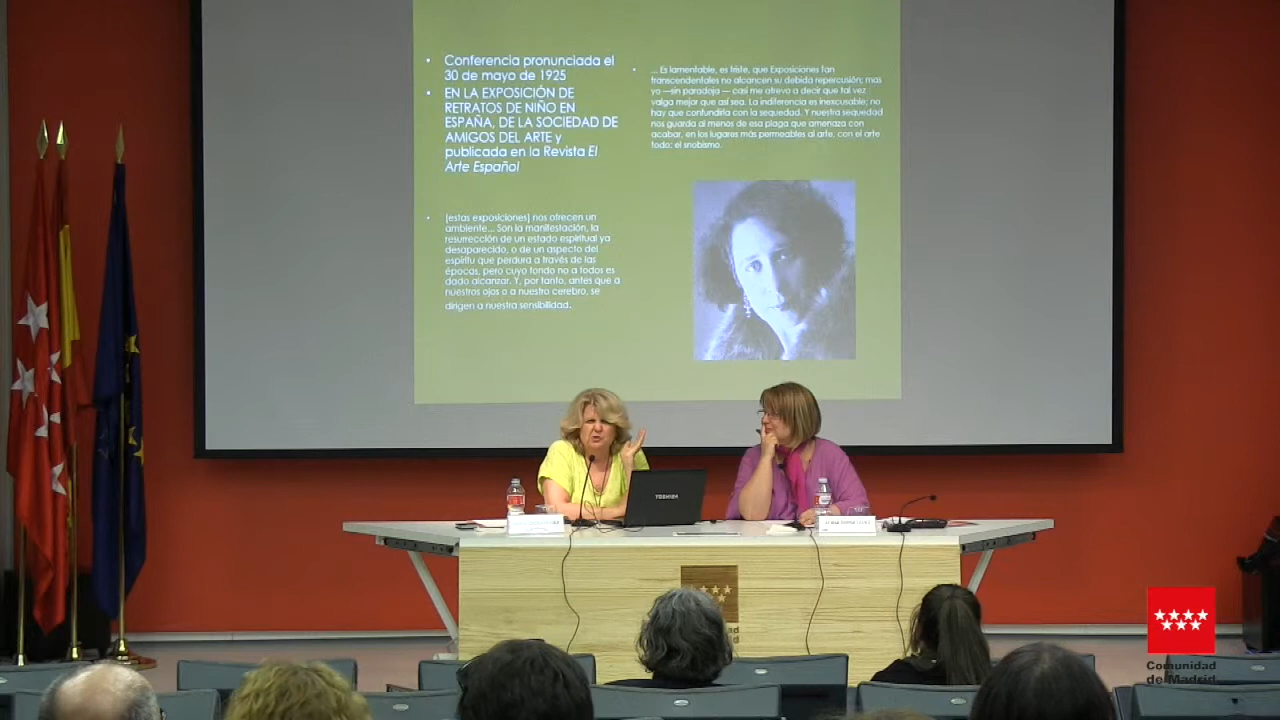 • Conferencia pronunciada el
30 de mayo de 1925
• EN LA EXPOSICIÓN DE
RETRATOS DE NIÑO EN
ESPAÑA, DE LA SOCIEDAD DE
AMIGOS DEL ARTE y
publicada en la Revista El
Arte Español
• [estas exposiciones] nos ofrecen un
ambiente... Son la manifestación, la
resurrección de un estado espiritual ya
desaparecido, o de un aspecto del
espíritu que perdura a través de las
épocas, pero cuyo fondo no a todos es
dado alcanzar. Y, por tanto, antes que a
nuestros ojos o a nuestro cerebro, se
dirigen a nuestra sensibilidad.
• ... Es lamentable, es triste, que Exposiciones tan
transcendentales no alcancen su debida repercusión; mas
yo —sin paradoja — casi me atrevo a decir que tal vez
valga mejor que así sea. La indiferencia es inexcusable; no
hay que confundirla con la sequedad. Y nuestra sequedad
nos guarda al menos de esa plaga que amenaza con
acabar, en los lugares más permeables al arte, con el arte
todo: el snobismo.
TOSHIBA
Comunidad
de Madrid